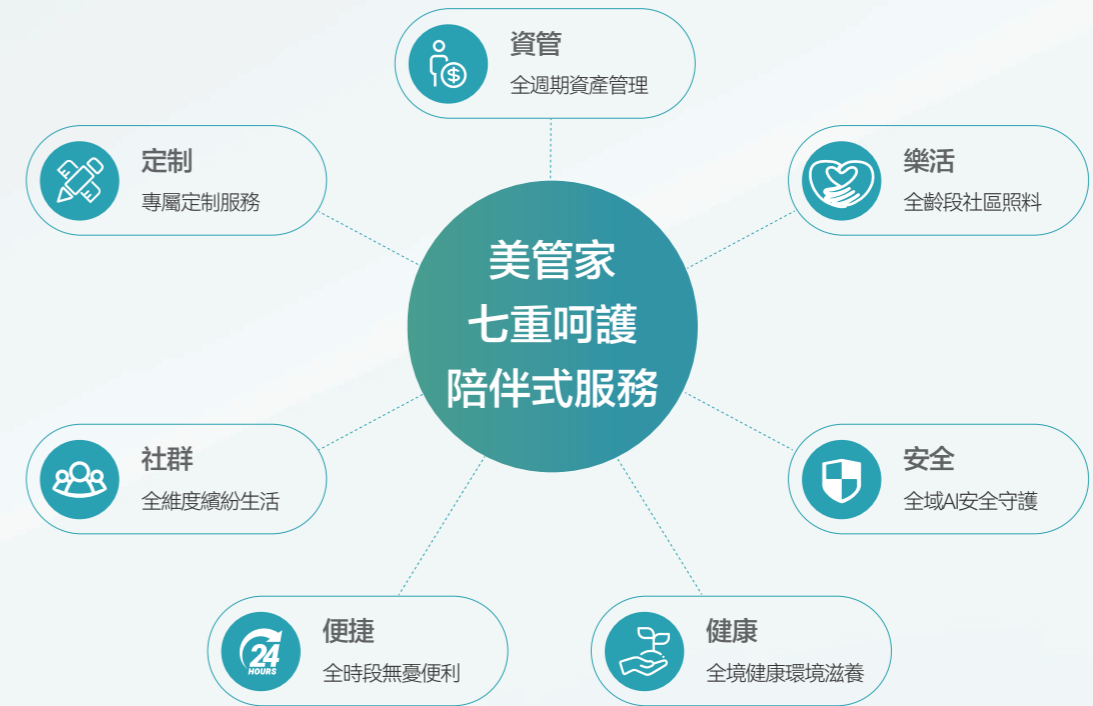 資管
全週期資產管理
定制
專屬定制服務
樂活
全齡段社區照料
美管家
七重呵護
陪伴式服務
社群
全維度繽紛生活
安全
全域AI安全守護
24
HOURS
便捷
全時段無憂便利
健康
全境健康環境滋養